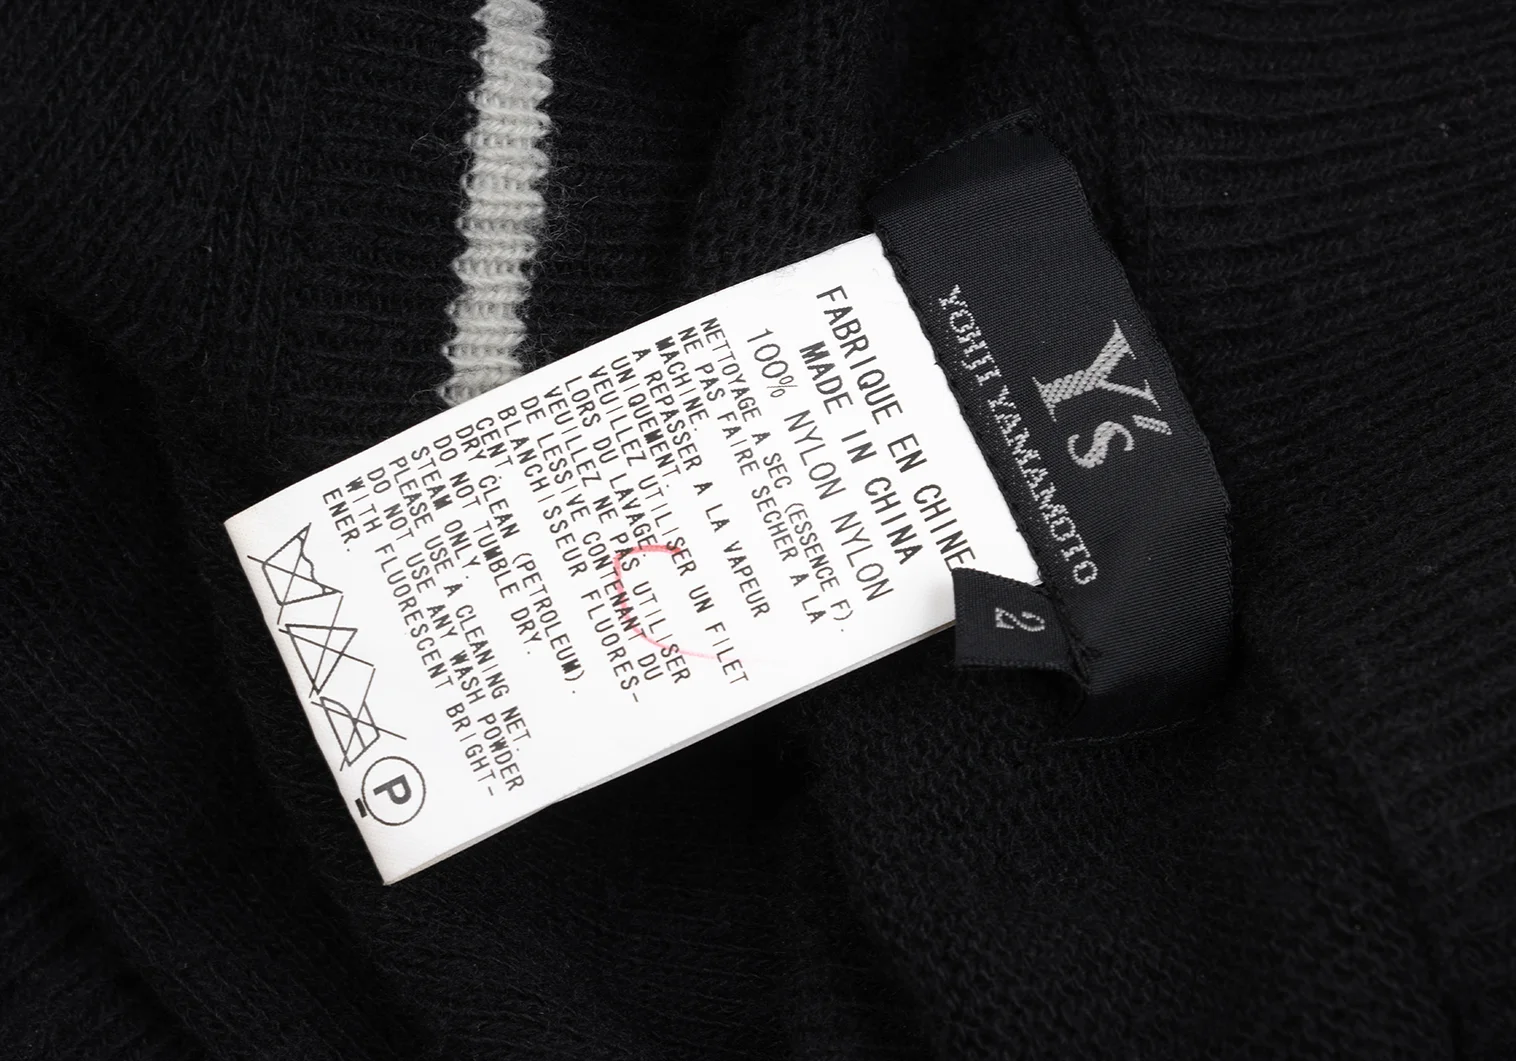 Y's
YOHJI YAMAMOTO
2
FABRIQUE EN CHINE
MADE IN CHINA
100% NYLON NYLON
NETTOYAGE A SEC (ESSENCE F).
NE PAS FAIRE SECHER A LA
MACHINE.
A REPASSER A LA VAPEUR
UNIQUEMENT.
VEUILLEZ UTILISER UN FILET
LORS DU LAVAGE.
VEUILLEZ NE PAS UTILISER
DE LESSIVE CONTENANT DU
BLANCHISSEUR FLUORES-
CENT.
DRY CLEAN (PETROLEUM).
DO NOT TUMBLE DRY.
STEAM ONLY.
PLEASE USE A CLEANING NET.
DO NOT USE ANY WASH POWDER
WITH FLUORESCENT BRIGHT-
ENER.
P